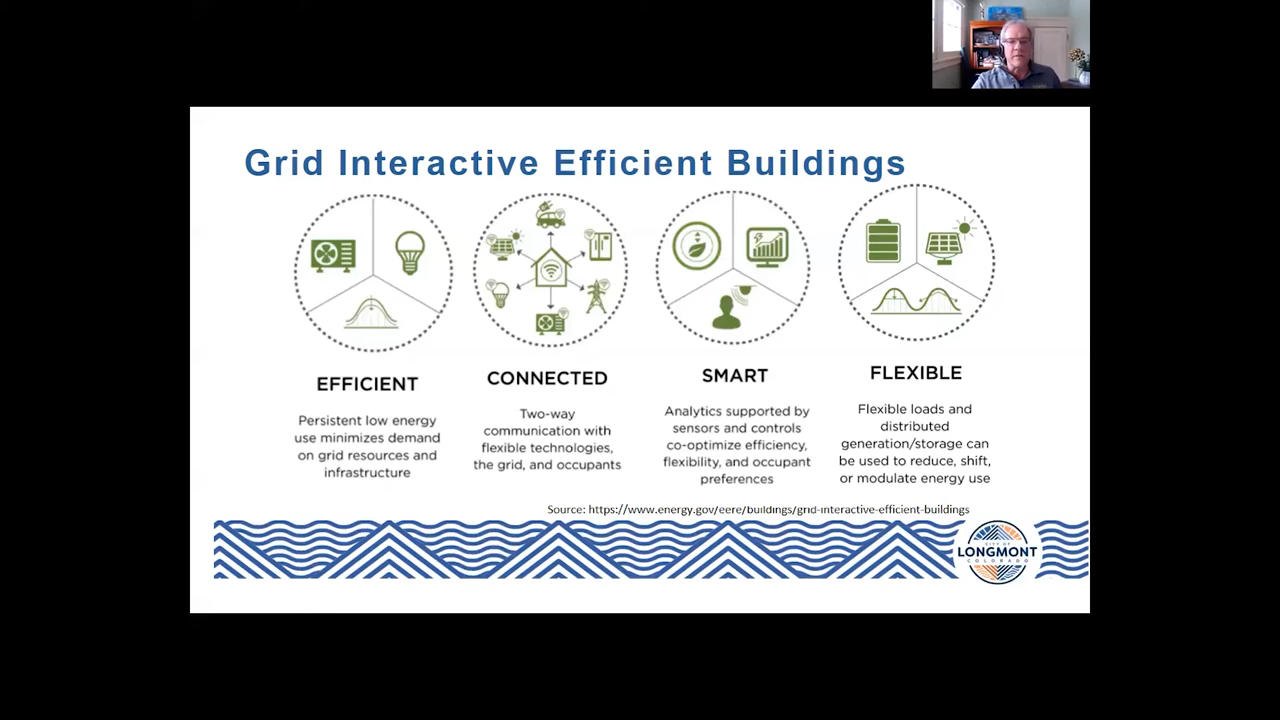 Grid Interactive Efficient Buildings
EFFICIENT
Persistent low energy
use minimizes demand
on grid resources and
infrastructure
CONNECTED
Two-way
communication with
flexible technologies,
the grid, and occupants
SMART
Analytics supported by
sensors and controls
co-optimize efficiency,
flexibility, and occupant
preferences
FLEXIBLE
Flexible loads and
distributed
generation/storage can
be used to reduce, shift,
or modulate energy use
Source: https://www.energy.gov/eere/buildings/grid-interactive-efficient-buildings
CITY OF
LONGMONT
COLORADO